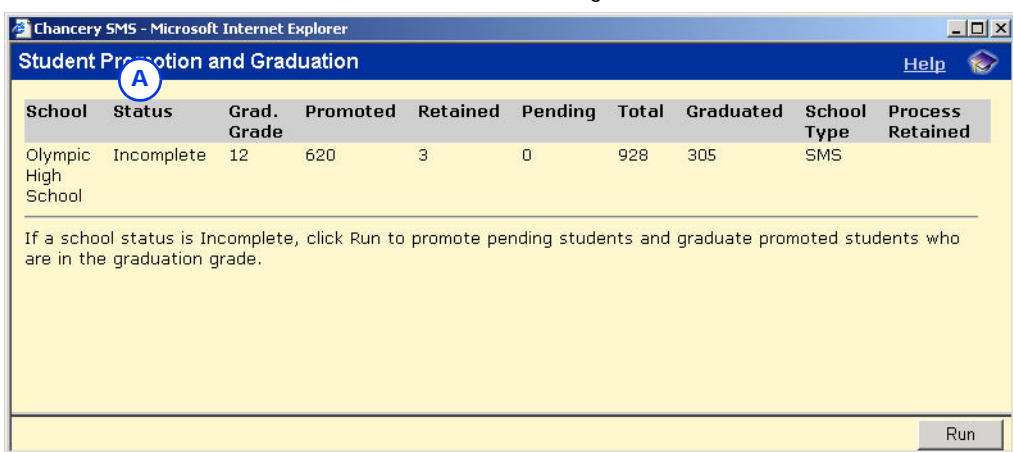 Chancery SMS - Microsoft Internet Explorer
Student Promotion and Graduation Help
A
School Status Grad. Grade Promoted Retained Pending Total Graduated School Type Process Retained
Olympic High School Incomplete 12 620 3 0 928 305 SMS
If a school status is Incomplete, click Run to promote pending students and graduate promoted students who
are in the graduation grade.
Run